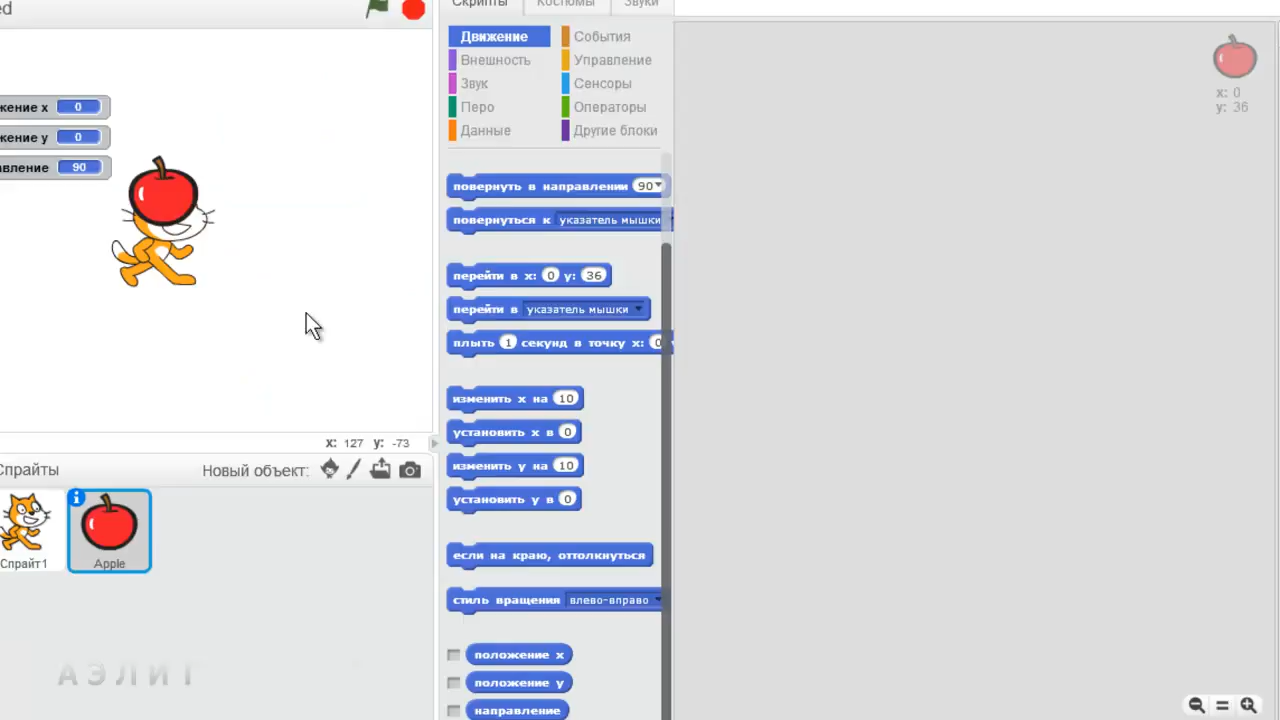 ed
Скрипты Костюмы Звуки
Движение События
Внешность Управление
Звук Сенсоры
Перо Операторы
Данные Другие блоки
x: 0
y: 36
жение x 0
жение y 0
авление 90
повернуть в направлении 90
повернуться к указатель мышки
перейти в x: 0 y: 36
перейти в указатель мышки
плыть 1 секунд в точку x: 0
изменить x на 10
установить x в 0
изменить y на 10
установить y в 0
если на краю, оттолкнуться
стиль вращения влево-вправо
положение x
положение y
направление
x: 127 y: -73
Спрайты Новый объект:
Спрайт1 Apple
АЭЛИТ